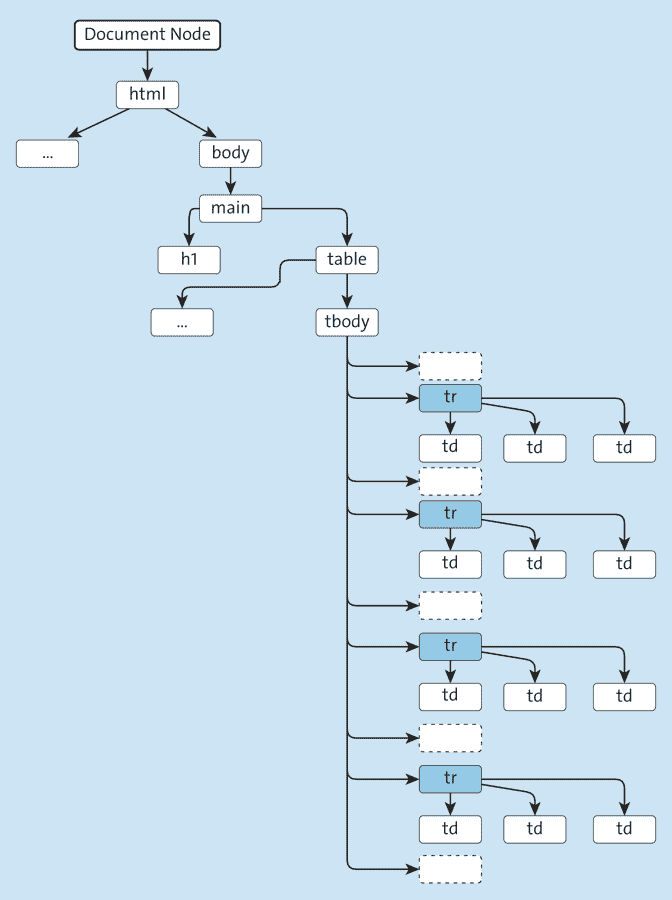 Document Node
html
...
body
main
h1
table
...
tbody
tr
td
td
td
tr
td
td
td
tr
td
td
td
tr
td
td
td